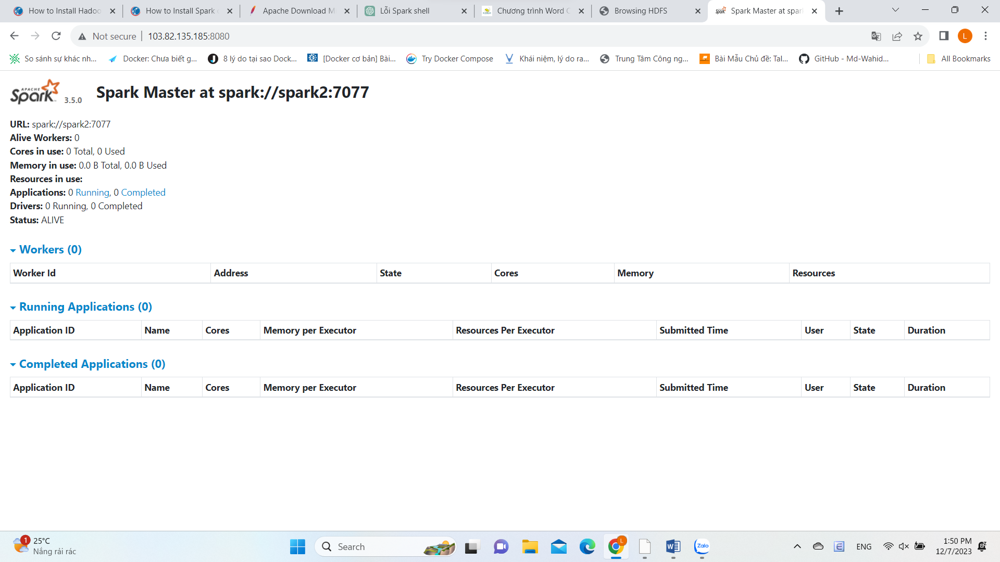 How to Install Hadoo
How to Install Spark
Apache Download Mi
Lỗi Spark shell
Chương trình Word C
Browsing HDFS
Spark Master at spark
Not secure
103.82.135.185:8080
L
So sánh sự khác nh...
Docker: Chưa biết g...
8 lý do tại sao Dock...
[Docker cơ bản] Bài...
Try Docker Compose
Khái niệm, lý do ra...
Trung Tâm Công ng...
Bài Mẫu Chủ đề: Tal...
GitHub - Md-Wahid...
All Bookmarks
APACHE
Spark 3.5.0
Spark Master at spark://spark2:7077
URL: spark://spark2:7077
Alive Workers: 0
Cores in use: 0 Total, 0 Used
Memory in use: 0.0 B Total, 0.0 B Used
Resources in use:
Applications: 0 Running, 0 Completed
Drivers: 0 Running, 0 Completed
Status: ALIVE
Workers (0)
Worker Id Address State Cores Memory Resources
Running Applications (0)
Application ID Name Cores Memory per Executor Resources Per Executor Submitted Time User State Duration
Completed Applications (0)
Application ID Name Cores Memory per Executor Resources Per Executor Submitted Time User State Duration
1
25°C
Nắng rải rác
Search
L
Zalo
E
ENG
1:50 PM
12/7/2023